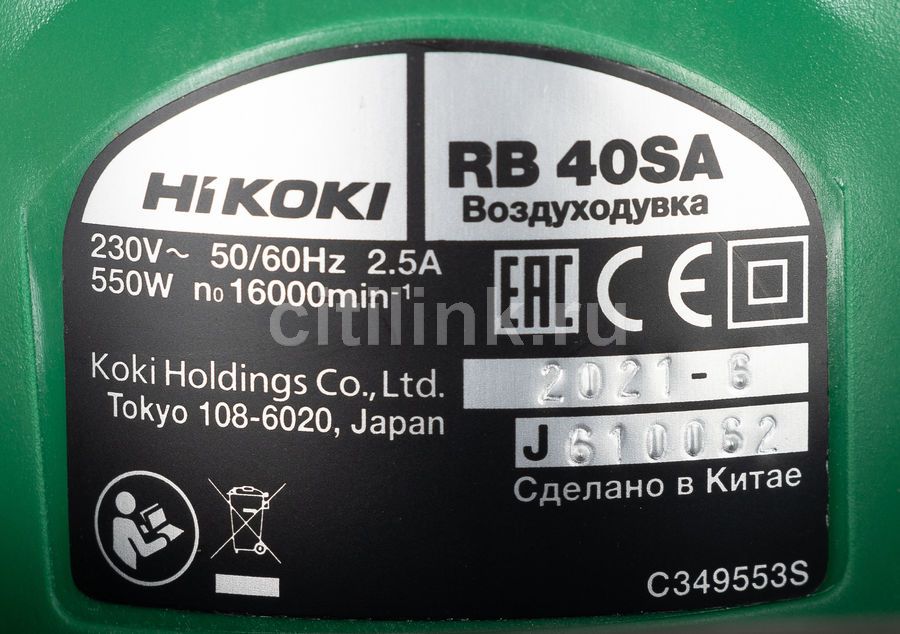 HiKOKI
RB 40SA
Воздуходувка
230V~ 50/60Hz 2.5A
550W n₀ 16000min⁻¹
EAC CE
citilink.ru
Koki Holdings Co., Ltd.
Tokyo 108-6020, Japan
2021-6
J 610062
Сделано в Китае
C349553S